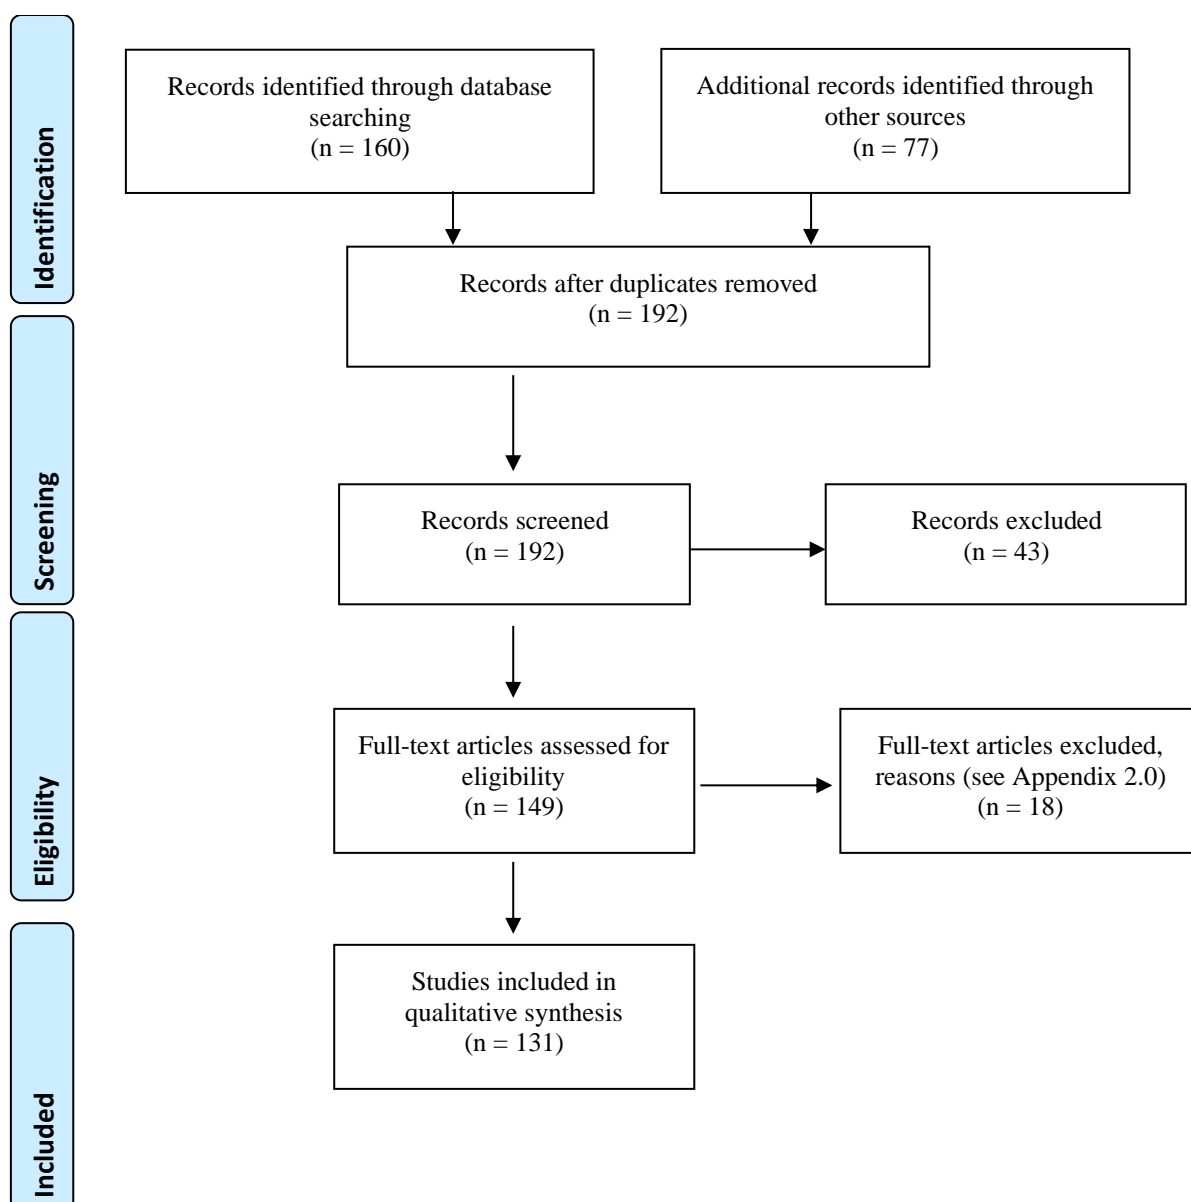 Identification
Records identified through database
searching
(n = 160)
Additional records identified through
other sources
(n = 77)
Records after duplicates removed
(n = 192)
Screening
Records screened
(n = 192)
Records excluded
(n = 43)
Eligibility
Full-text articles assessed for
eligibility
(n = 149)
Full-text articles excluded,
reasons (see Appendix 2.0)
(n = 18)
Included
Studies included in
qualitative synthesis
(n = 131)